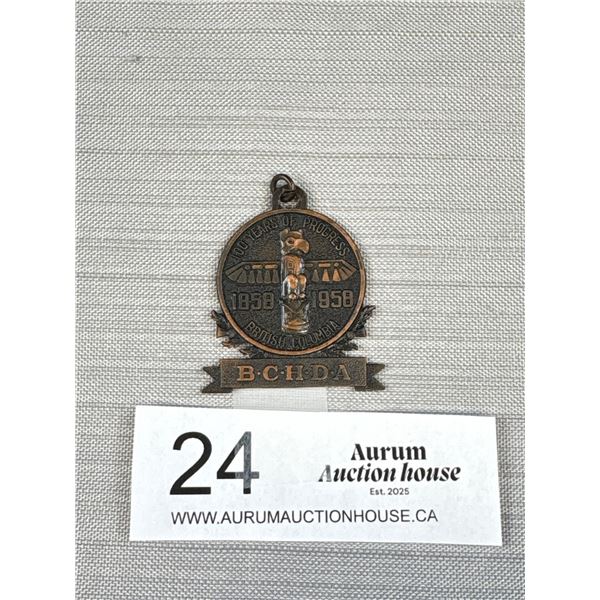 100 YEARS OF PROGRESS
1858 1958
BRITISH COLUMBIA
B·C·H·D·A
24
Aurum
Auction house
Est. 2025
WWW.AURUMAUCTIONHOUSE.CA